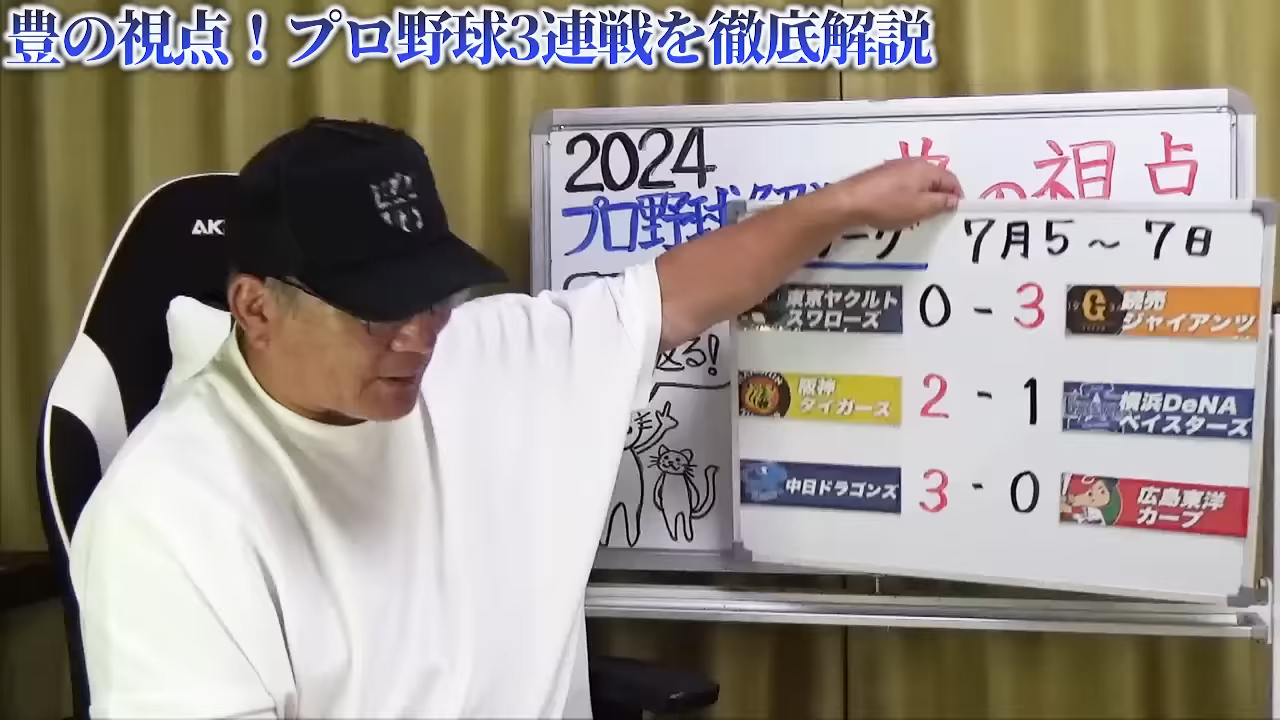 豊の視点！プロ野球3連戦を徹底解説
AK
2024
の視点
プロ野球
リーグ 7月5～7日
東京ヤクルト
スワローズ
0-3
読売
ジャイアンツ
る!
阪神
タイガース
2-1
横浜DeNA
ベイスターズ
中日ドラゴンズ
3-0
広島東洋
カープ